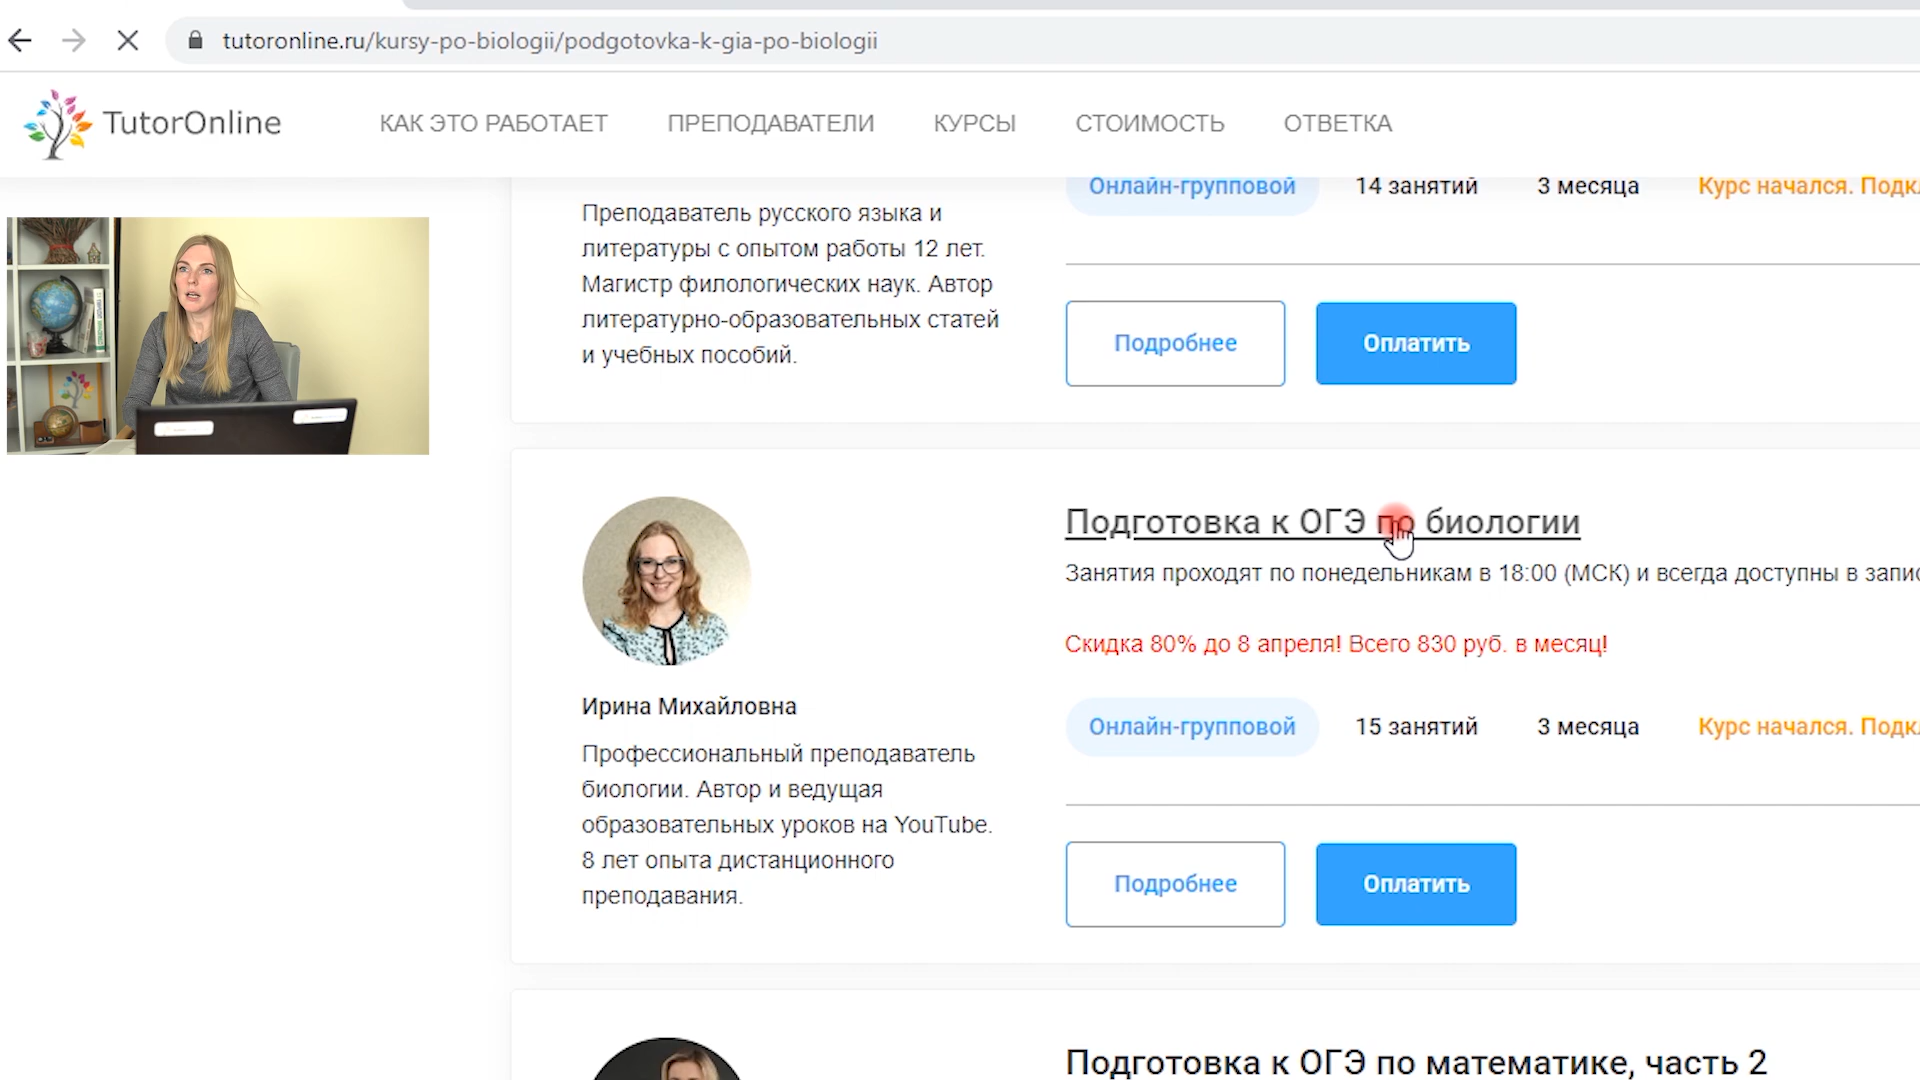 tutoronline.ru/kursy-po-biologii/podgotovka-k-gia-po-biologii
TutorOnline
КАК ЭТО РАБОТАЕТ
ПРЕПОДАВАТЕЛИ
КУРСЫ
СТОИМОСТЬ
ОТВЕТКА
Преподаватель русского языка и
литературы с опытом работы 12 лет.
Магистр филологических наук. Автор
литературно-образовательных статей
и учебных пособий.
Онлайн-групповой
14 занятий
3 месяца
Курс начался. Подк
Подробнее
Оплатить
Ирина Михайловна
Профессиональный преподаватель
биологии. Автор и ведущая
образовательных уроков на YouTube.
8 лет опыта дистанционного
преподавания.
Подготовка к ОГЭ по биологии
Занятия проходят по понедельникам в 18:00 (МСК) и всегда доступны в запис
Скидка 80% до 8 апреля! Всего 830 руб. в месяц!
Онлайн-групповой
15 занятий
3 месяца
Курс начался. Подк
Подробнее
Оплатить
Подготовка к ОГЭ по математике, часть 2